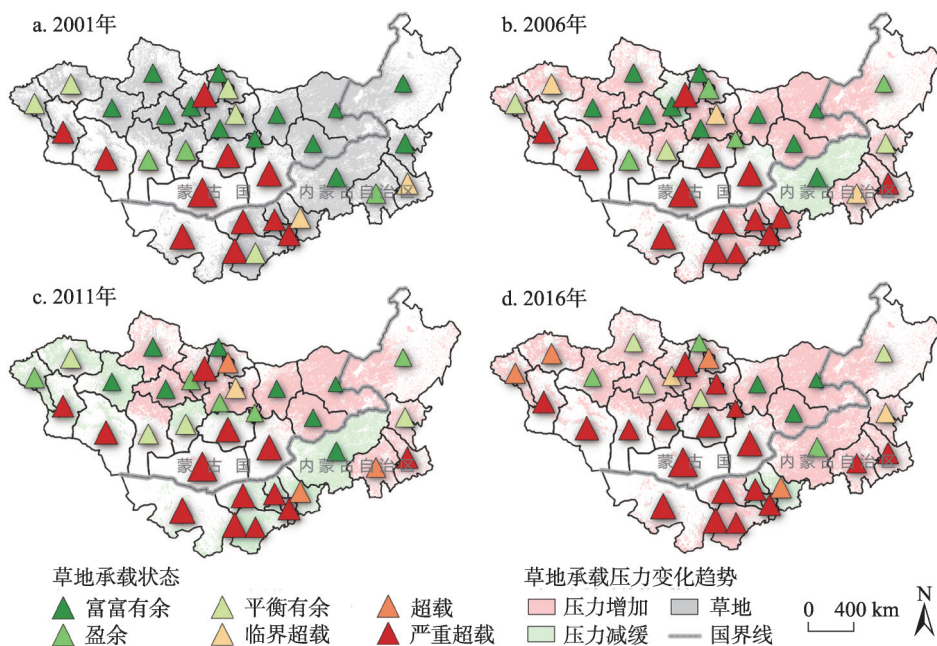 a. 2001年
b. 2006年
蒙古国
内蒙古自治区
蒙古国
内蒙古自治区
c. 2011年
d. 2016年
蒙古国
内蒙古自治区
蒙古国
内蒙古自治区
草地承载状态
富富有余
平衡有余
超载
盈余
临界超载
严重超载
草地承载压力变化趋势
压力增加
草地
压力减缓
国界线
0 400 km
N